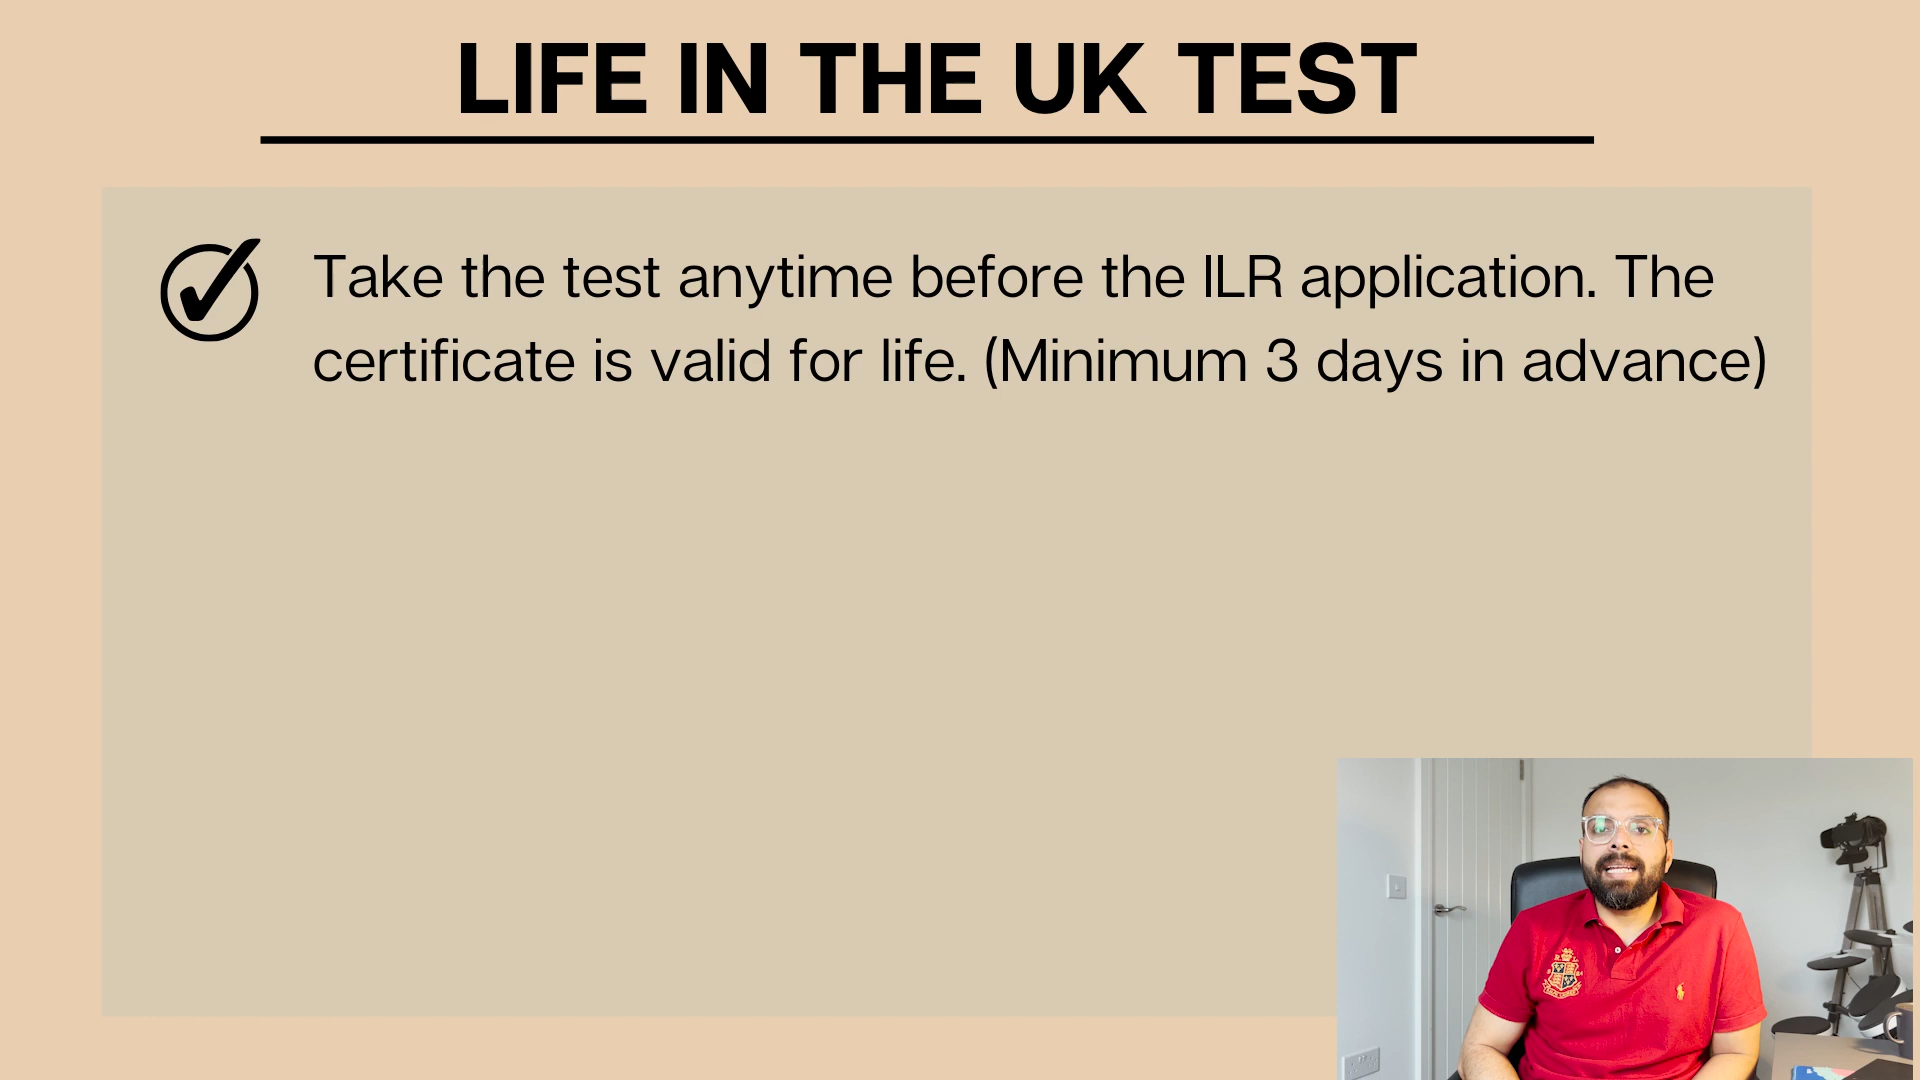 LIFE IN THE UK TEST
Take the test anytime before the ILR application. The
certificate is valid for life. (Minimum 3 days in advance)